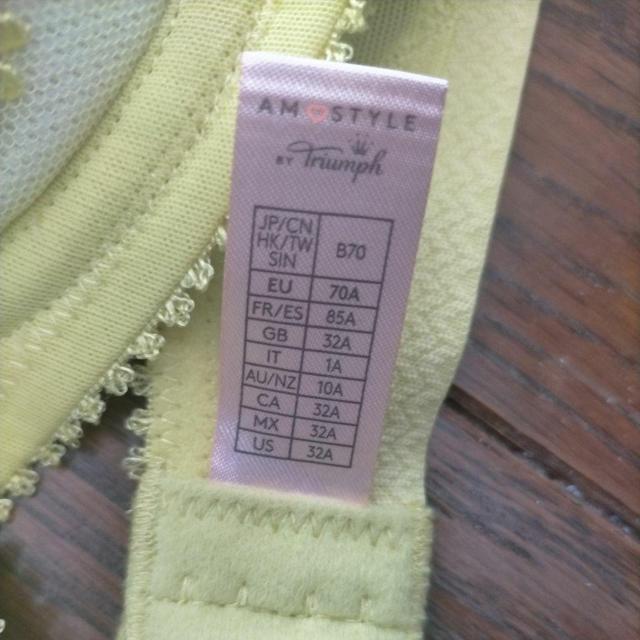 AMOSTYLE
BY Triumph
JP/CN
HK/TW
SIN B70
EU 70A
FR/ES 85A
GB 32A
IT 1A
AU/NZ 10A
CA 32A
MX 32A
US 32A